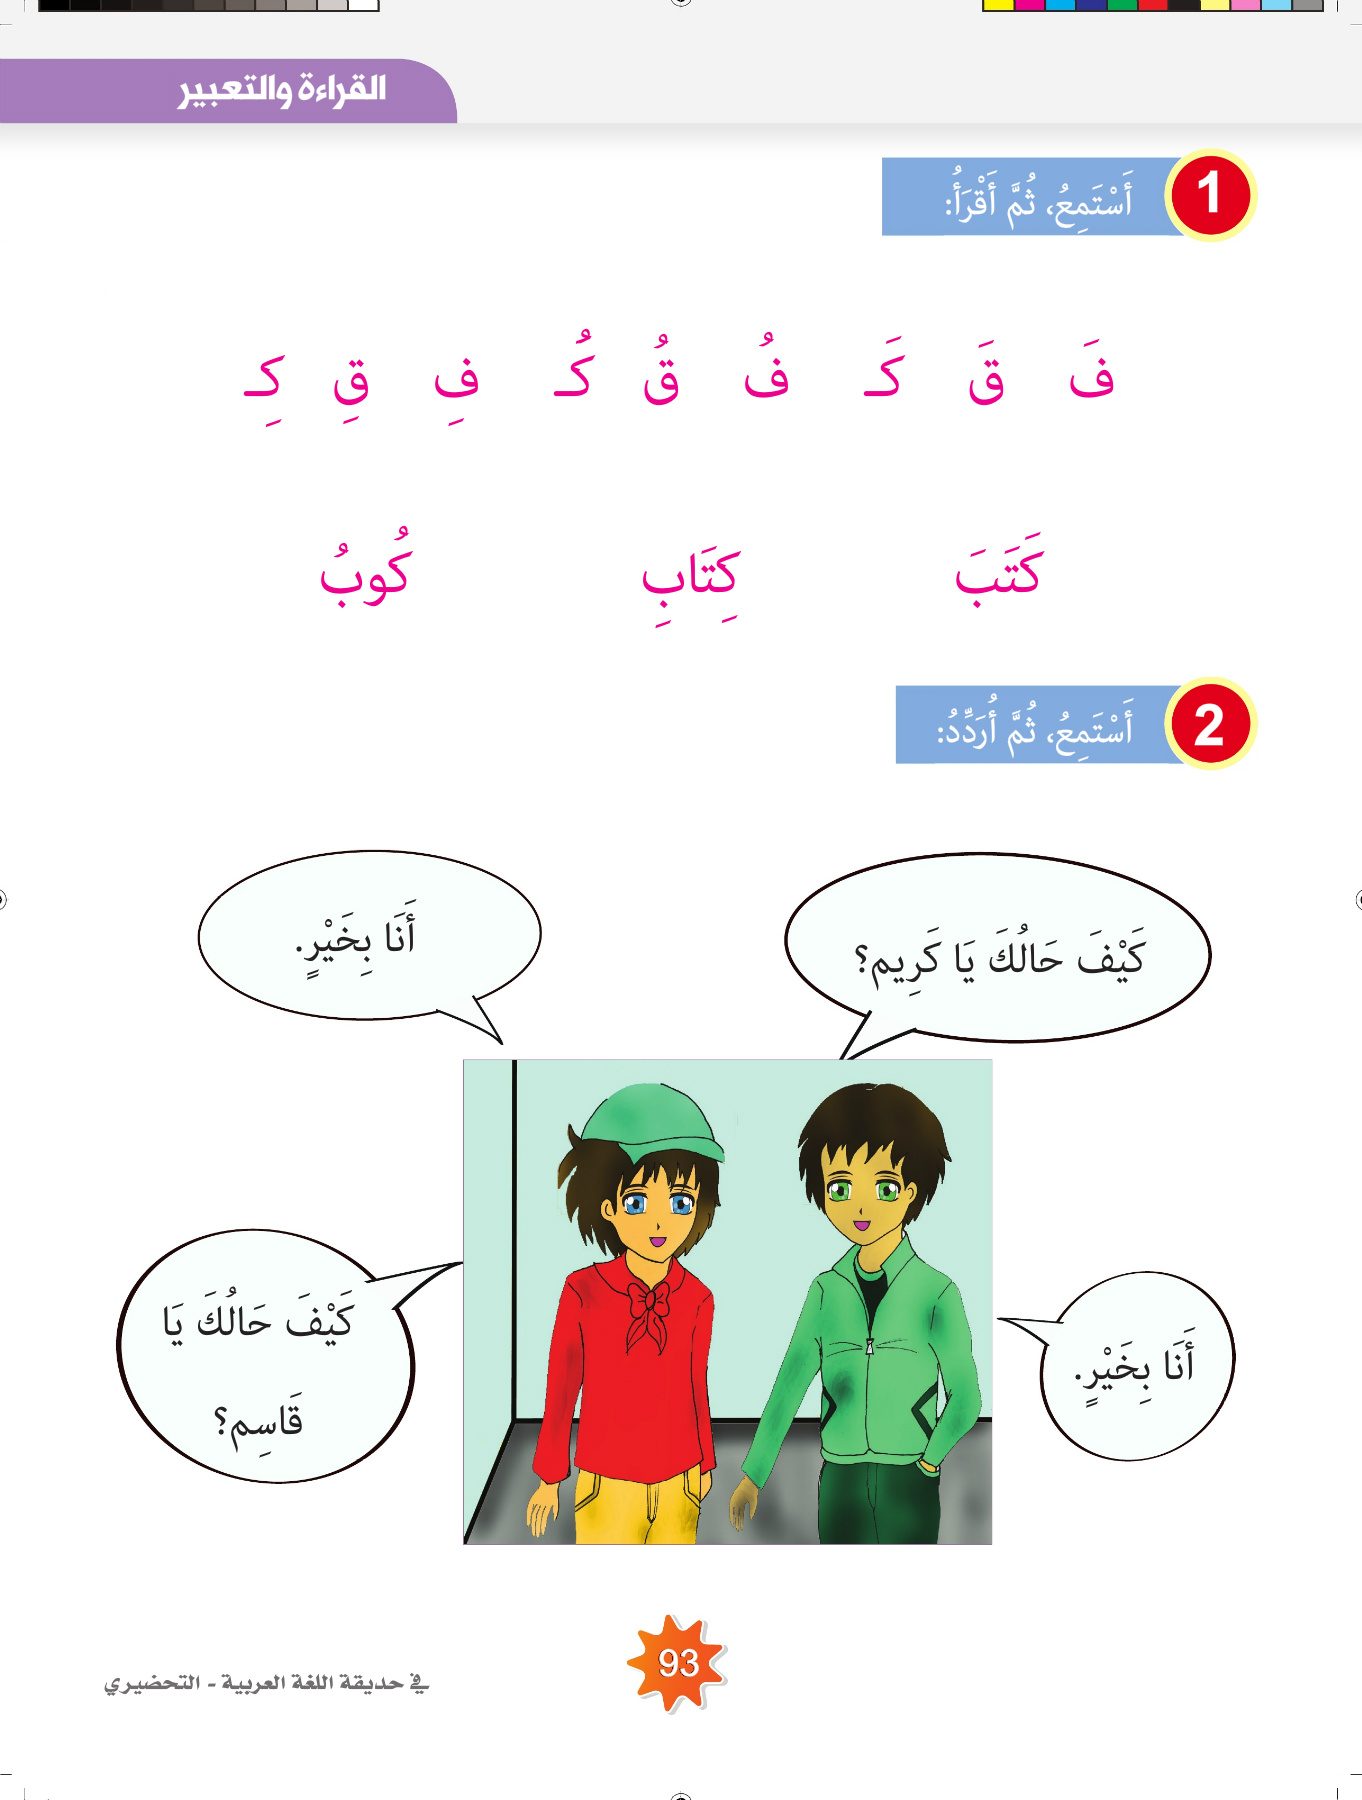 القراءة والتعبير
1
أَسْتَمِعُ، ثُمَّ أَقْرَأُ:
فَ قَ كَـ فُ قُ كُـ فِ قِ كِـ
كَتَبَ كِتَابِ كُوبُ
2
أَسْتَمِعُ، ثُمَّ أُرَدِّدُ:
كَيْفَ حَالُكَ يَا كَرِيم؟
أَنَا بِخَيْرٍ.
كَيْفَ حَالُكَ يَا
قَاسِم؟
أَنَا بِخَيْرٍ.
93
في حديقة اللغة العربية - التحضيري